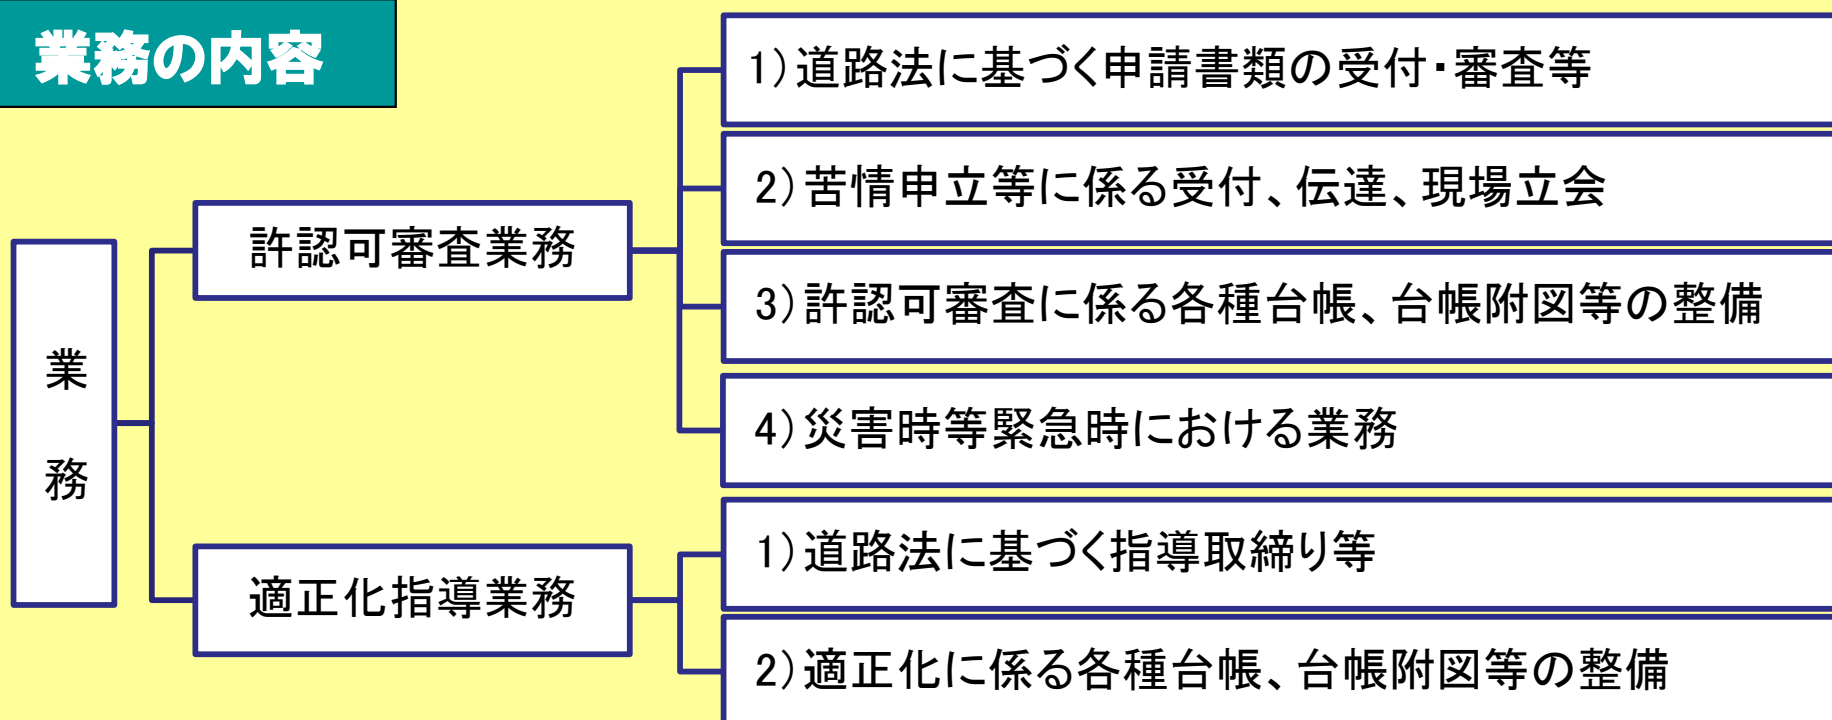 業務の内容
業務
許認可審査業務
1)道路法に基づく申請書類の受付・審査等
2)苦情申立等に係る受付、伝達、現場立会
3)許認可審査に係る各種台帳、台帳附図等の整備
4)災害時等緊急時における業務
適正化指導業務
1)道路法に基づく指導取締り等
2)適正化に係る各種台帳、台帳附図等の整備